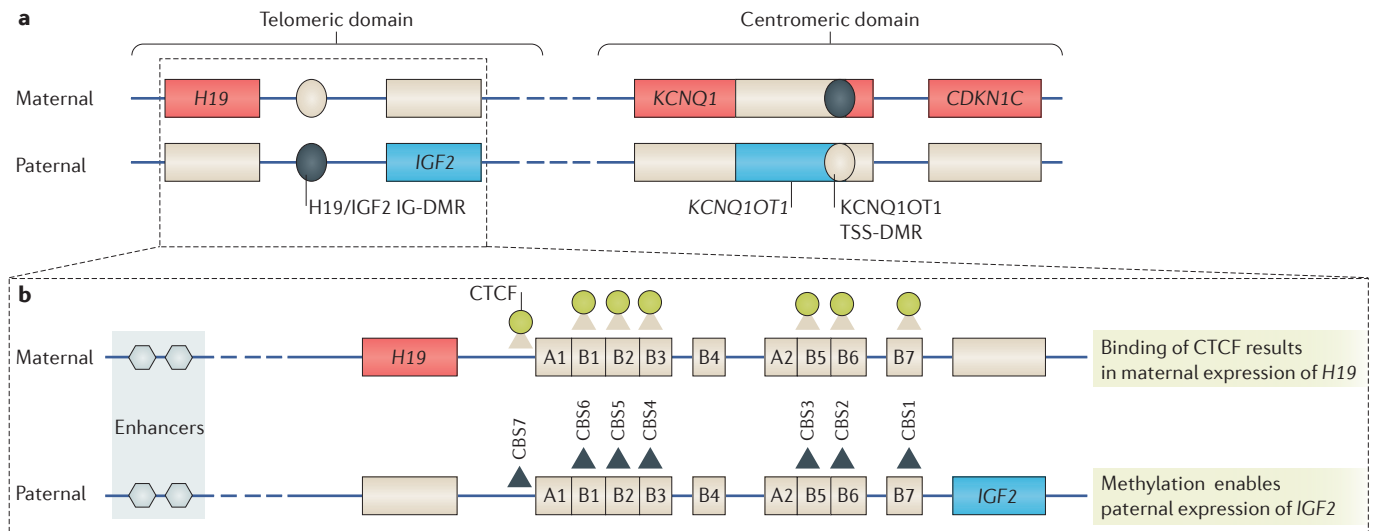 a
Telomeric domain
Centromeric domain
Maternal
H19
KCNQ1
CDKN1C
Paternal
IGF2
H19/IGF2 IG-DMR
KCNQ1OT1
KCNQ1OT1
TSS-DMR
b
CTCF
Maternal
H19
A1 B1 B2 B3 B4 A2 B5 B6 B7
Binding of CTCF results
in maternal expression of H19
Enhancers
CBS7 CBS6 CBS5 CBS4 CBS3 CBS2 CBS1
Paternal
A1 B1 B2 B3 B4 A2 B5 B6 B7
IGF2
Methylation enables
paternal expression of IGF2